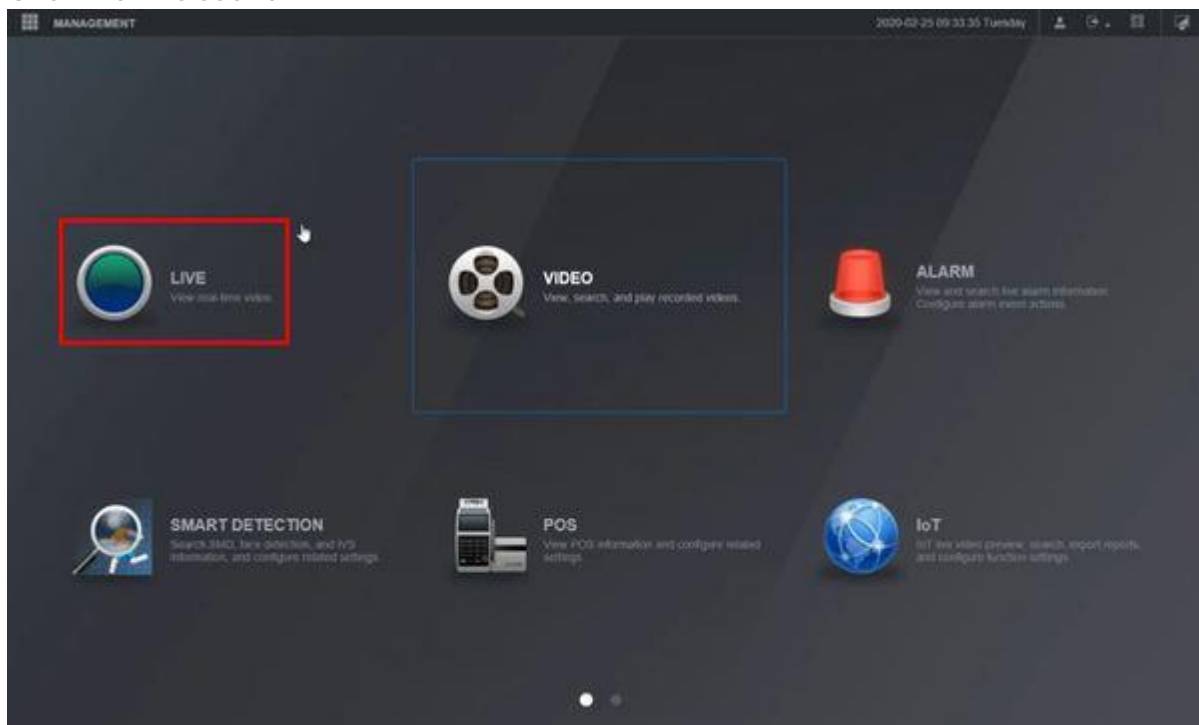 MANAGEMENT
2020-02-25 09:33:35 Tuesday
LIVE
View real-time video.
VIDEO
View, search, and play recorded videos.
ALARM
View and search live alarm information.
Configure alarm event actions.
SMART DETECTION
Search SMD, face detection, and IVS
information, and configure related settings.
POS
View POS information and configure related
settings.
IoT
IoT live video preview, search, export reports,
and configure function settings.